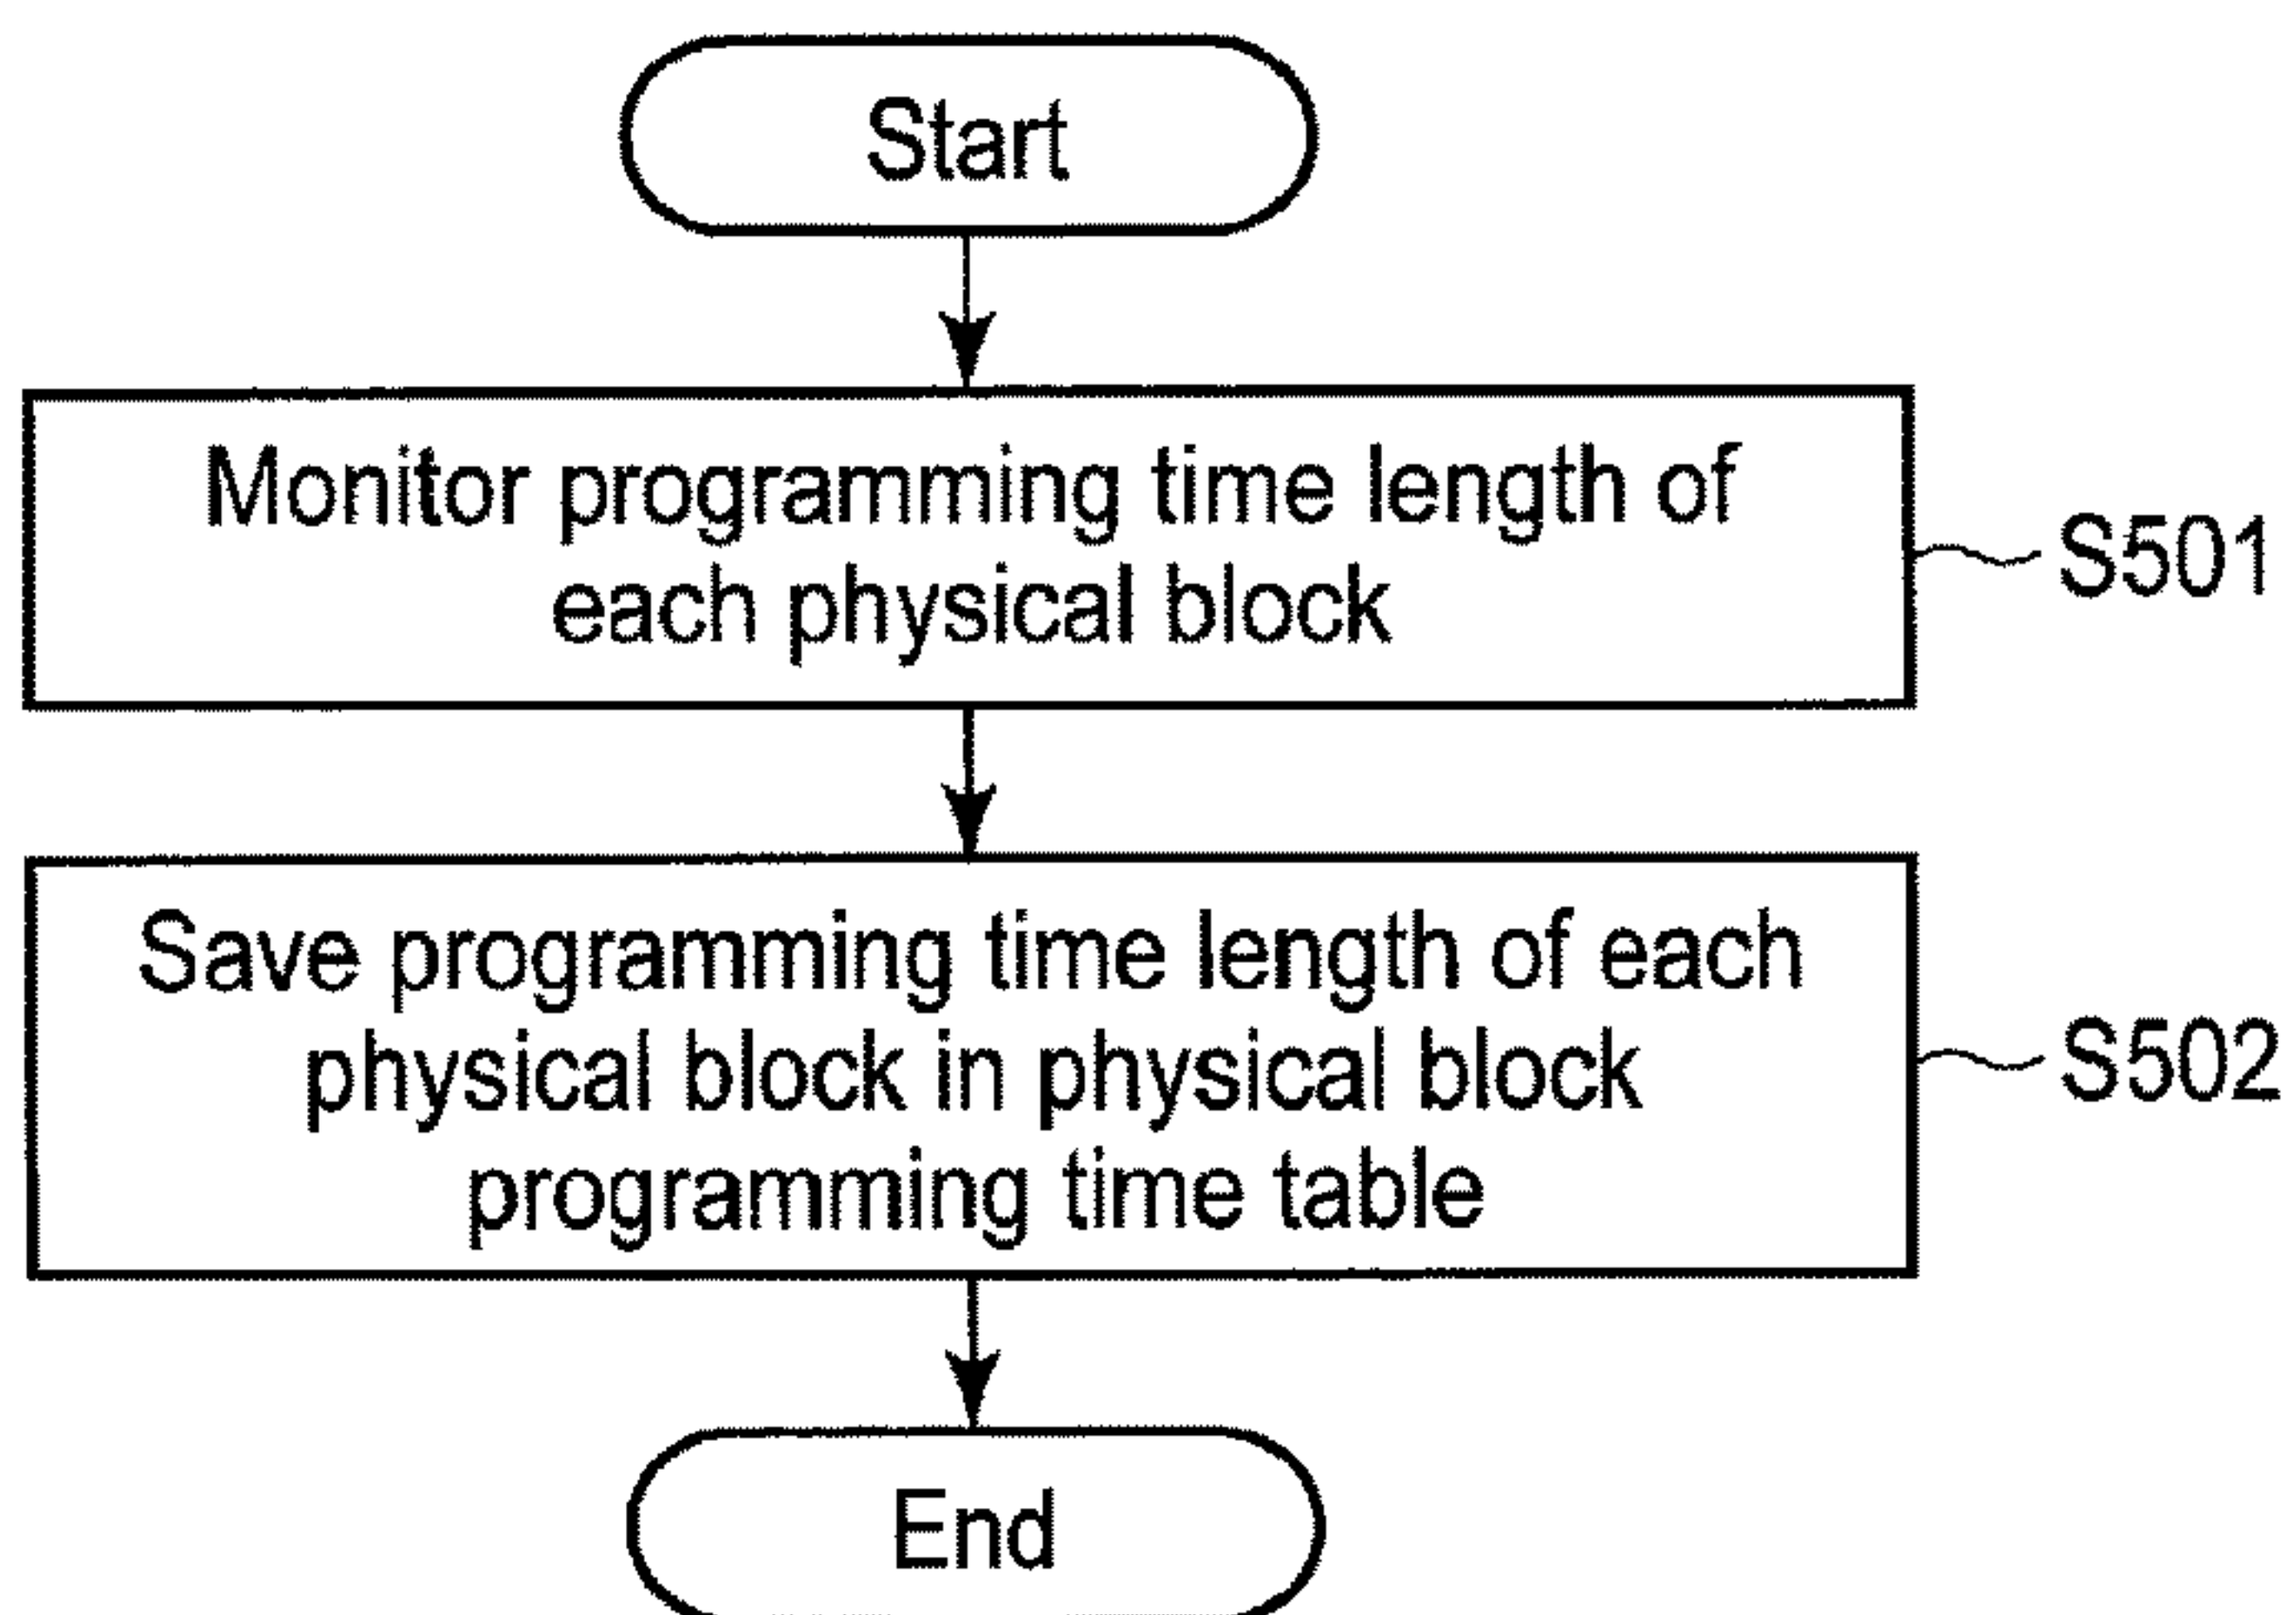 Start
Monitor programming time length of
each physical block
S501
Save programming time length of each
physical block in physical block
programming time table
S502
End